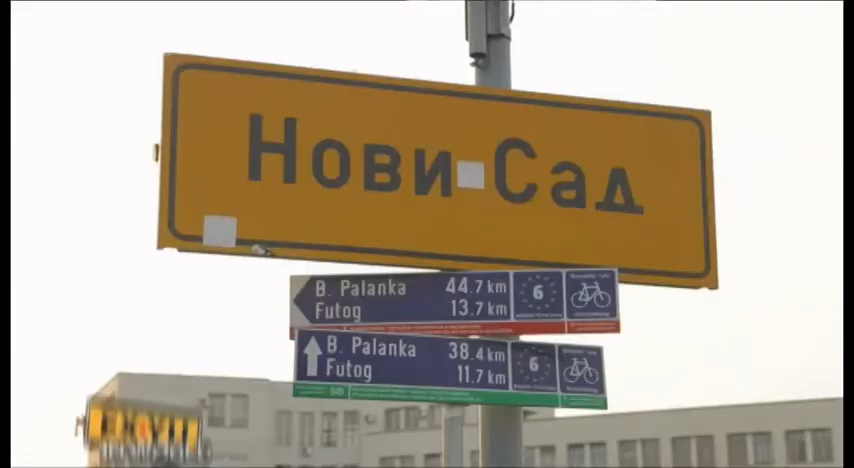 Нови Сад
B. Palanka 44.7 km 6
Futog 13.7 km
B. Palanka 38.4 km 6
Futog 11.7 km